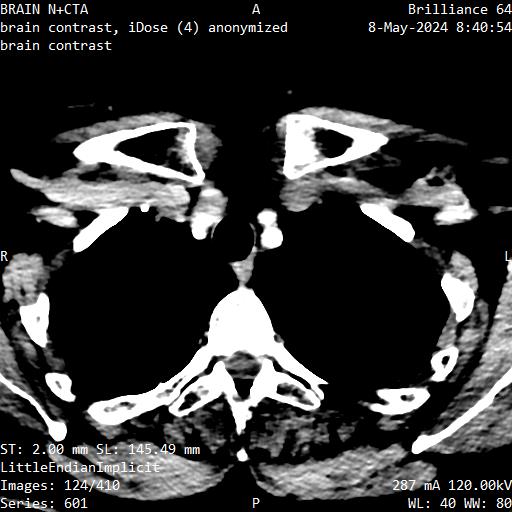 BRAIN N+CTA
A
Brilliance 64
brain contrast, iDose (4) anonymized
8-May-2024 8:40:54
brain contrast
R
L
ST: 2.00 mm SL: 145.49 mm
LittleEndianImplicit
Images: 124/410
287 mA 120.00kV
Series: 601
P
WL: 40 WW: 80